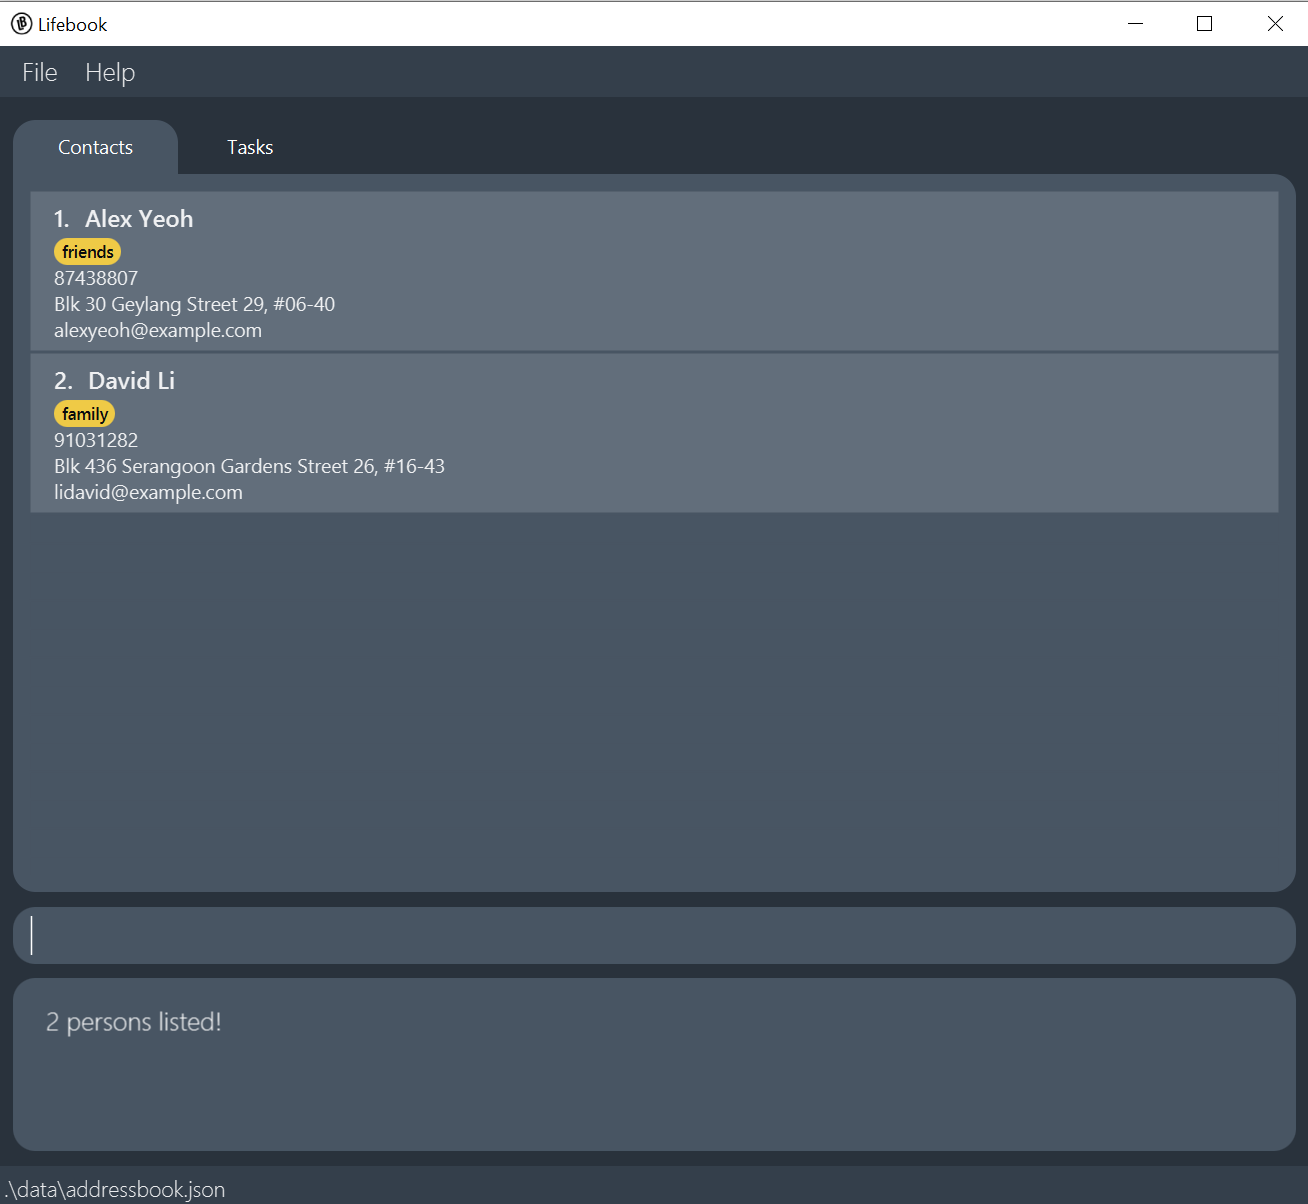 Lifebook
File Help
Contacts Tasks
1. Alex Yeoh
friends
87438807
Blk 30 Geylang Street 29, #06-40
alexyeoh@example.com
2. David Li
family
91031282
Blk 436 Serangoon Gardens Street 26, #16-43
lidavid@example.com
2 persons listed!
.\data\addressbook.json